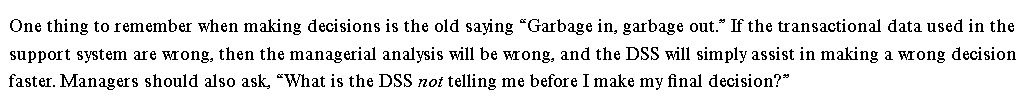 One thing to remember when making decisions is the old saying “Garbage in, garbage out.” If the transactional data used in the
support system are wrong, then the managerial analysis will be wrong, and the DSS will simply assist in making a wrong decision
faster. Managers should also ask, “What is the DSS not telling me before I make my final decision?”